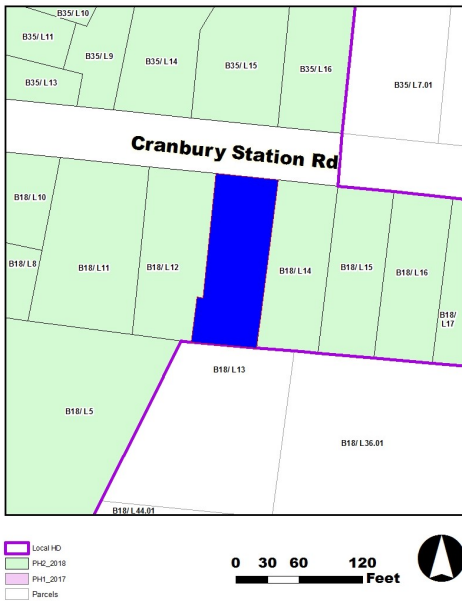 B35/ L10
B35/ L11
B35/ L9
B35/ L14
B35/ L15
B35/ L16
B35/ L13
B35/ L7.01
Cranbury Station Rd
B18/ L10
B18/ L8
B18/ L11
B18/ L12
B18/ L14
B18/ L15
B18/ L16
B18/
L17
B18/ L13
B18/ L5
B18/ L36.01
B18/ L44.01
Local HD
PH2_2018
PH1_2017
Parcels
0 30 60 120
Feet